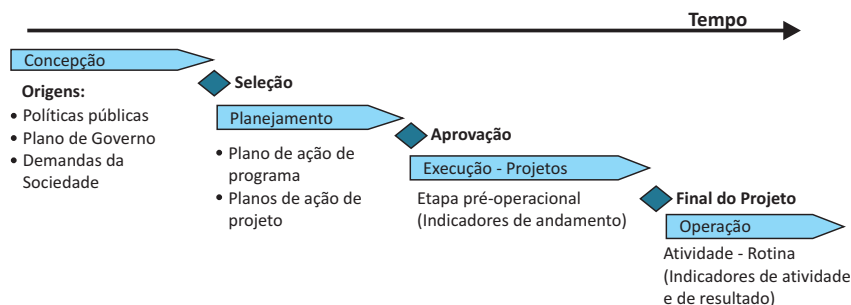 Tempo
Concepção
Seleção
Origens:
• Políticas públicas
• Plano de Governo
• Demandas da
Sociedade
Planejamento
Aprovação
• Plano de ação de
programa
• Planos de ação de
projeto
Execução - Projetos
Etapa pré-operacional
(Indicadores de andamento)
Final do Projeto
Operação
Atividade - Rotina
(Indicadores de atividade
e de resultado)